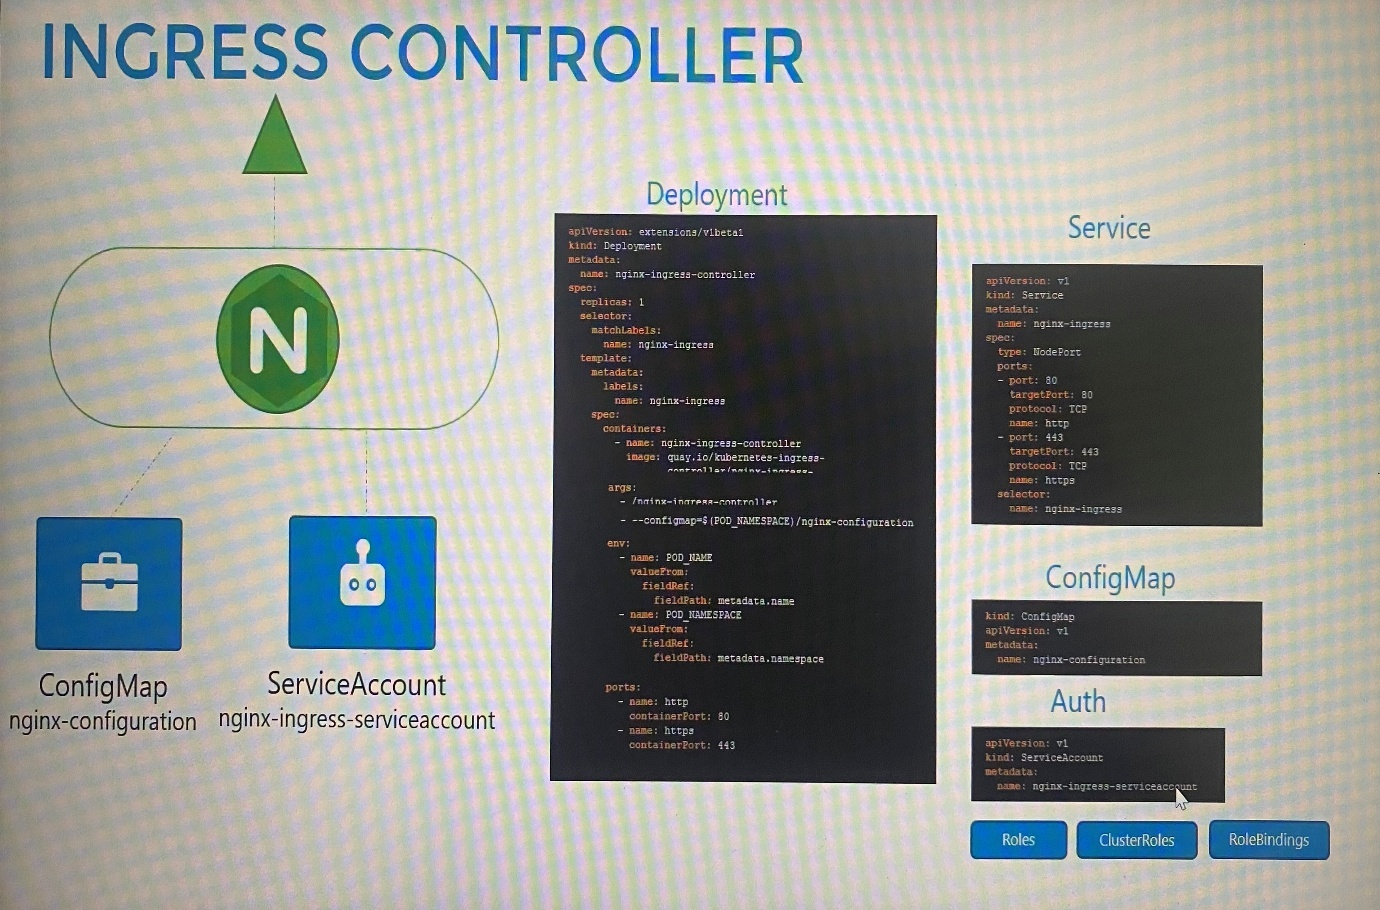 INGRESS CONTROLLER
N
ConfigMap
nginx-configuration
ServiceAccount
nginx-ingress-serviceaccount
Deployment
apiVersion: extensions/v1beta1
kind: Deployment
metadata:
  name: nginx-ingress-controller
spec:
  replicas: 1
  selector:
    matchLabels:
      name: nginx-ingress
  template:
    metadata:
      labels:
        name: nginx-ingress
    spec:
      containers:
        - name: nginx-ingress-controller
          image: quay.io/kubernetes-ingress-
                 controller/nginx-ingress-
      args:
        - /nginx-ingress-controller
        - --configmap=$(POD_NAMESPACE)/nginx-configuration
      env:
        - name: POD_NAME
          valueFrom:
            fieldRef:
              fieldPath: metadata.name
        - name: POD_NAMESPACE
          valueFrom:
            fieldRef:
              fieldPath: metadata.namespace
      ports:
        - name: http
          containerPort: 80
        - name: https
          containerPort: 443
Service
apiVersion: v1
kind: Service
metadata:
  name: nginx-ingress
spec:
  type: NodePort
  ports:
  - port: 80
    targetPort: 80
    protocol: TCP
    name: http
  - port: 443
    targetPort: 443
    protocol: TCP
    name: https
  selector:
    name: nginx-ingress
ConfigMap
kind: ConfigMap
apiVersion: v1
metadata:
  name: nginx-configuration
Auth
apiVersion: v1
kind: ServiceAccount
metadata:
  name: nginx-ingress-serviceaccount
Roles
ClusterRoles
RoleBindings